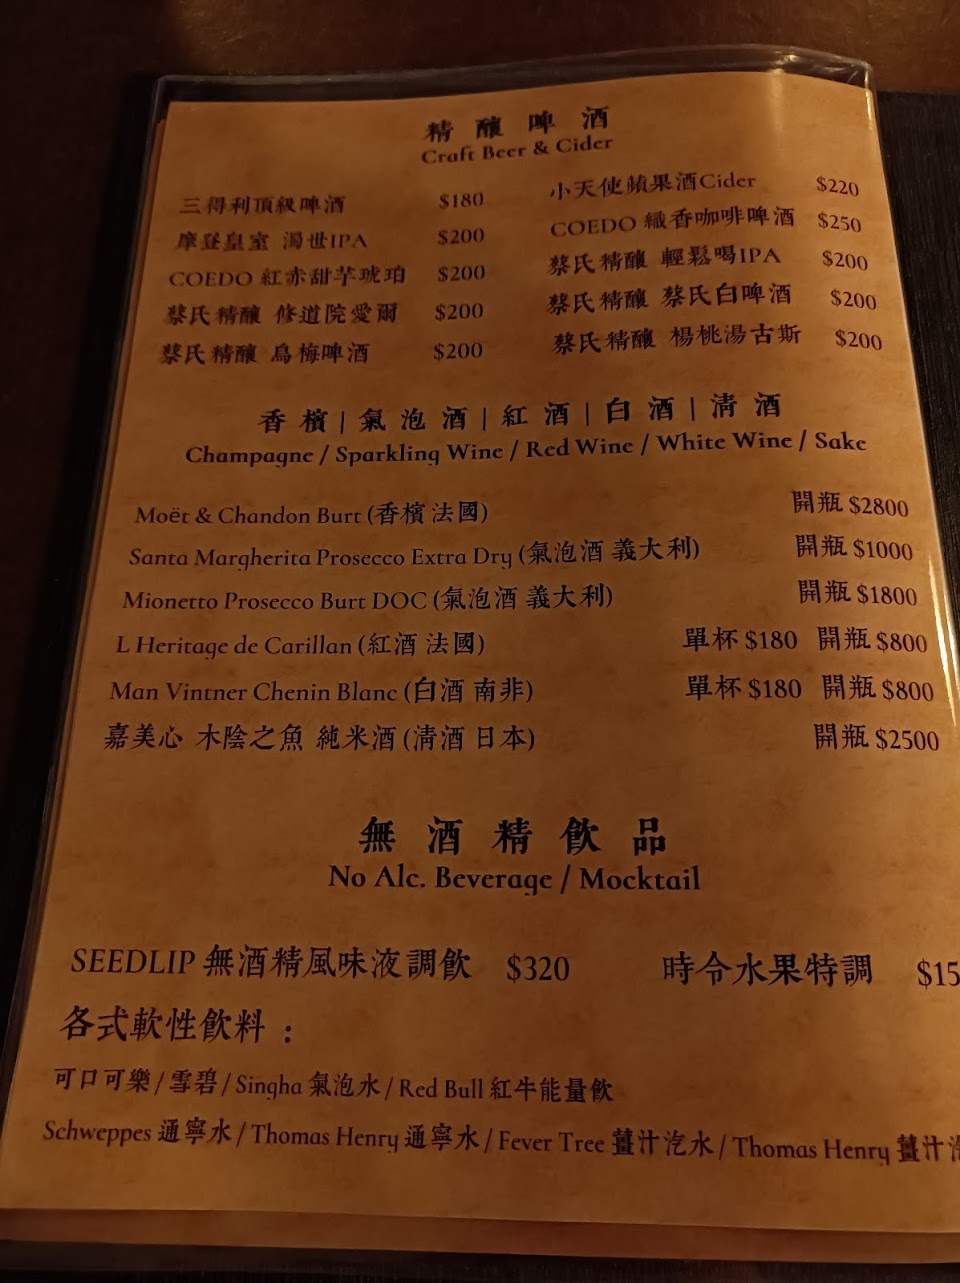 精釀啤酒
Craft Beer & Cider
三得利頂級啤酒 $180
摩登皇室 濁世IPA $200
COEDO 紅赤甜芋琥珀 $200
蔡氏精釀 修道院愛爾 $200
蔡氏精釀 烏梅啤酒 $200
小天使蘋果酒Cider $220
COEDO 織香咖啡啤酒 $250
蔡氏精釀 輕鬆喝IPA $200
蔡氏精釀 蔡氏白啤酒 $200
蔡氏精釀 楊桃湯古斯 $200
香檳|氣泡酒|紅酒|白酒|清酒
Champagne / Sparkling Wine / Red Wine / White Wine / Sake
Moët & Chandon Burt (香檳 法國) 開瓶 $2800
Santa Margherita Prosecco Extra Dry (氣泡酒 義大利) 開瓶 $1000
Mionetto Prosecco Burt DOC (氣泡酒 義大利) 開瓶 $1800
L Heritage de Carillan (紅酒 法國) 單杯 $180 開瓶 $800
Man Vintner Chenin Blanc (白酒 南非) 單杯 $180 開瓶 $800
嘉美心 木陰之魚 純米酒 (清酒 日本) 開瓶 $2500
無酒精飲品
No Alc. Beverage / Mocktail
SEEDLIP 無酒精風味液調飲 $320 時令水果特調 $15
各式軟性飲料：
可口可樂 / 雪碧 / Singha 氣泡水 / Red Bull 紅牛能量飲
Schweppes 通寧水 / Thomas Henry 通寧水 / Fever Tree 薑汁汽水 / Thomas Henry 薑汁